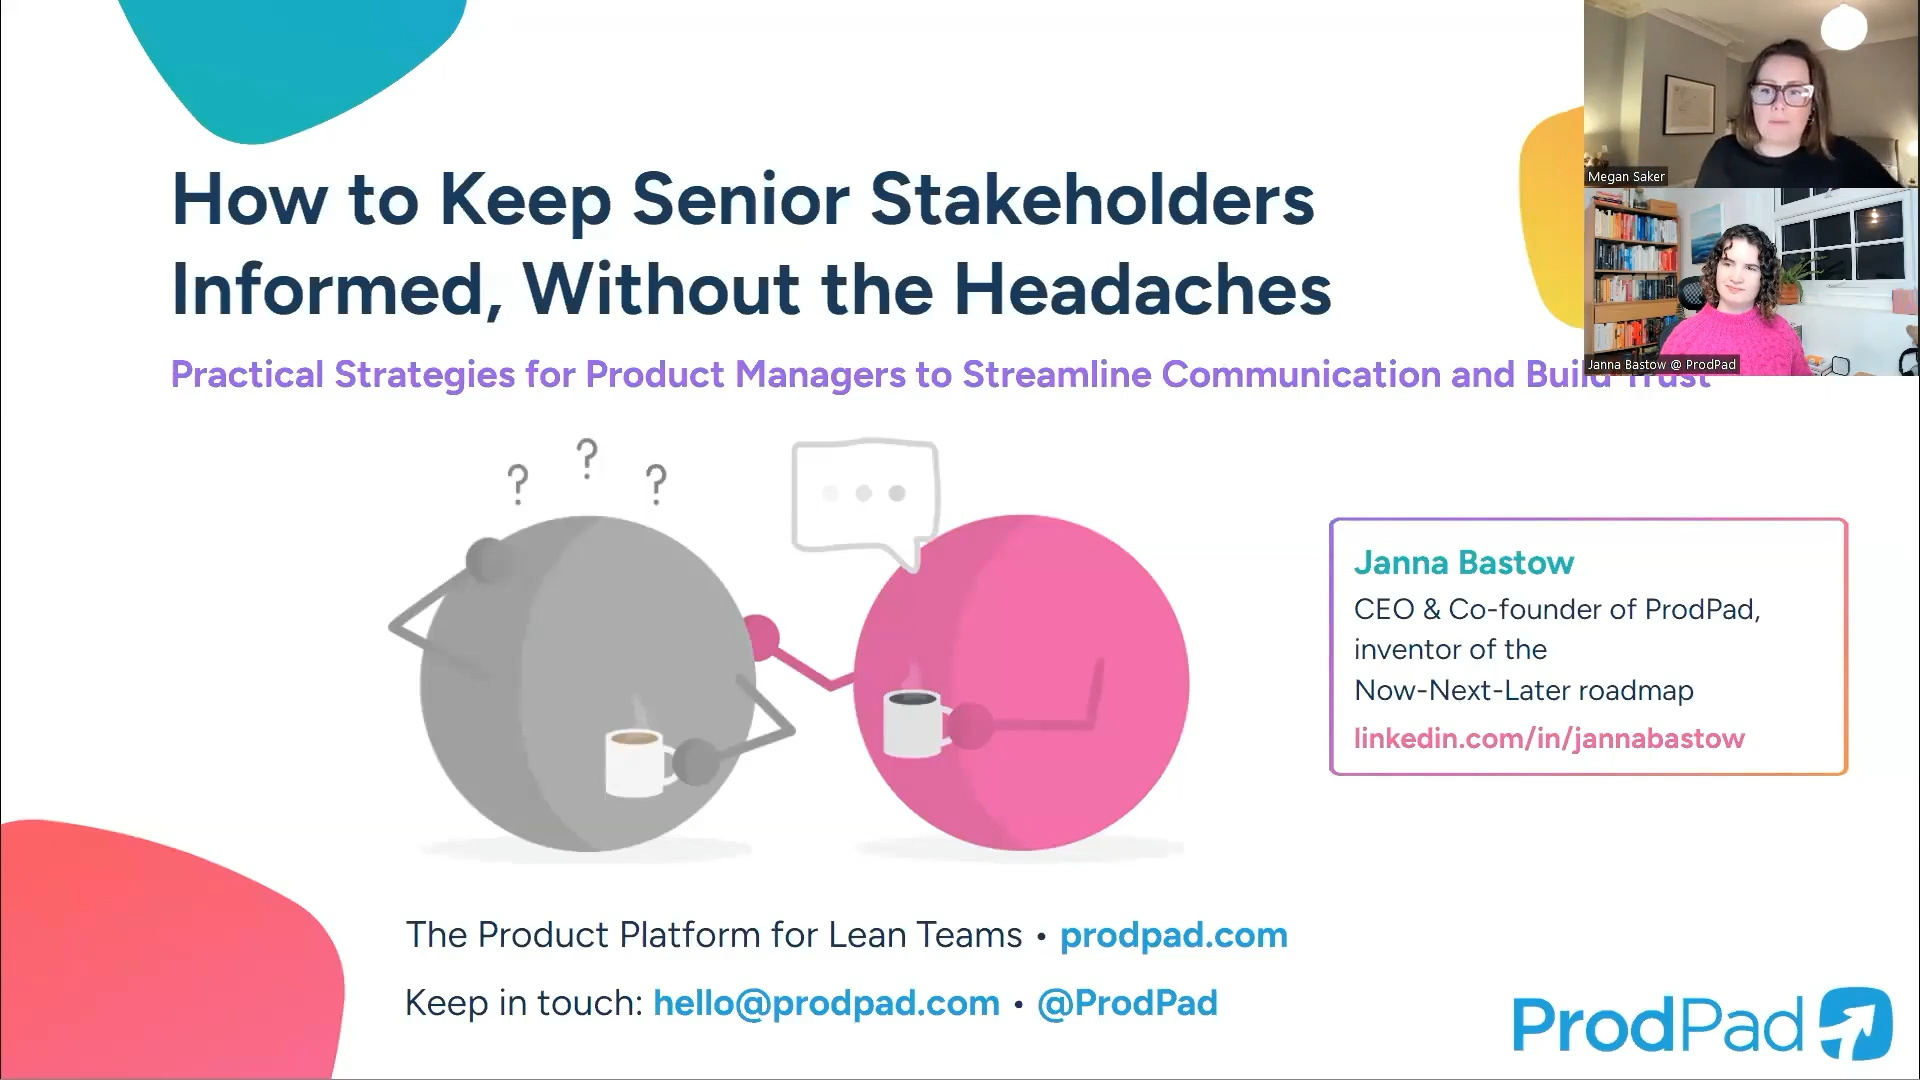 How to Keep Senior Stakeholders
Informed, Without the Headaches
Practical Strategies for Product Managers to Streamline Communication and Build Trust
Megan Saker
Janna Bastow @ ProdPad
? ? ?
Janna Bastow
CEO & Co-founder of ProdPad,
inventor of the
Now-Next-Later roadmap
linkedin.com/in/jannabastow
The Product Platform for Lean Teams • prodpad.com
Keep in touch: hello@prodpad.com • @ProdPad
ProdPad